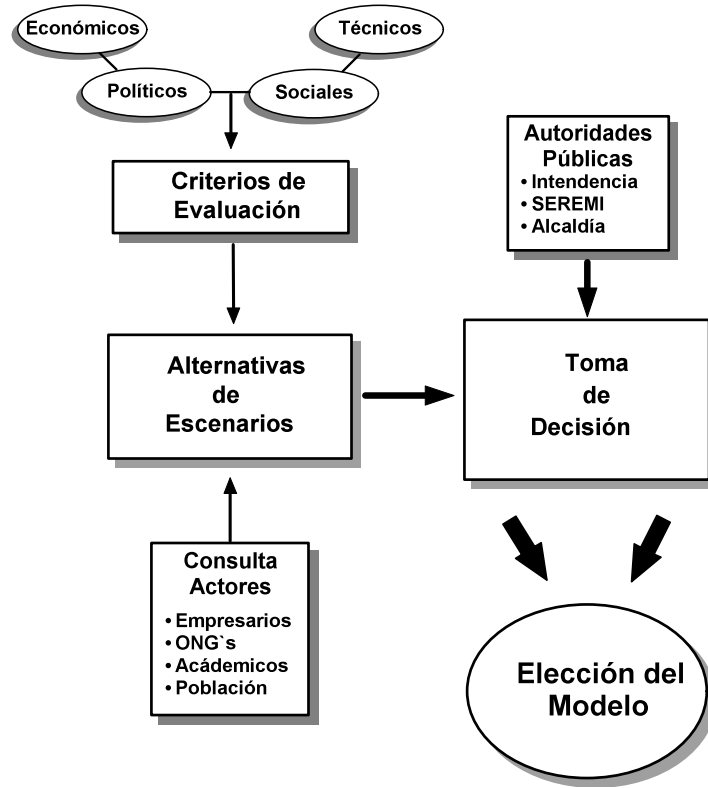 Económicos
Técnicos
Políticos
Sociales
Criterios de
Evaluación
Autoridades
Públicas
• Intendencia
• SEREMI
• Alcaldía
Alternativas
de
Escenarios
Toma
de
Decisión
Consulta
Actores
• Empresarios
• ONG`s
• Acádemicos
• Población
Elección del
Modelo